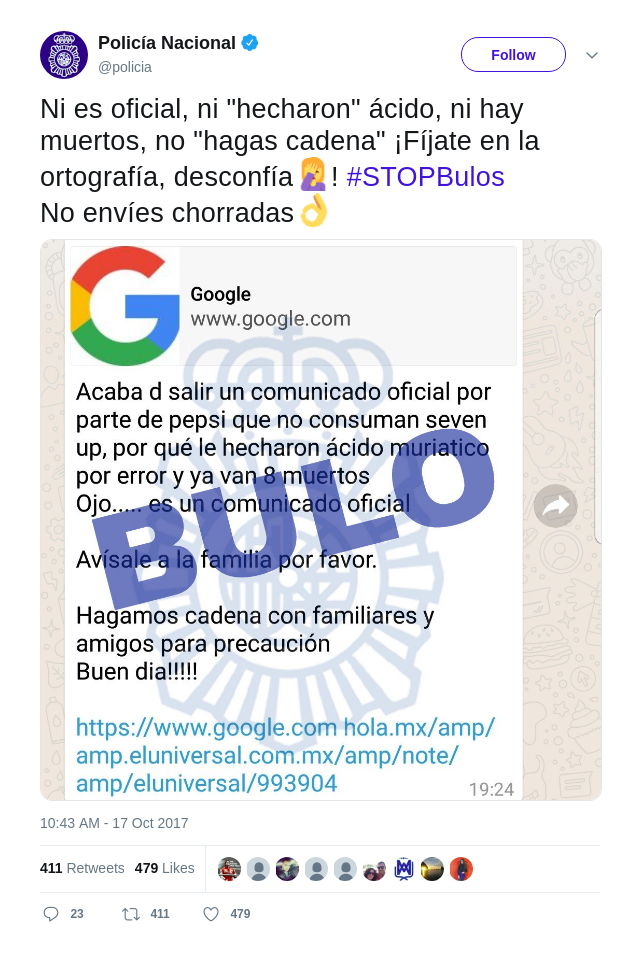 Policía Nacional
@policia
Follow
Ni es oficial, ni "hecharon" ácido, ni hay
muertos, no "hagas cadena" ¡Fíjate en la
ortografía, desconfía🤦! #STOPBulos
No envíes chorradas👌
Google
www.google.com
Acaba d salir un comunicado oficial por
parte de pepsi que no consuman seven
up, por qué le hecharon ácido muriatico
por error y ya van 8 muertos
Ojo..... es un comunicado oficial
BULO
Avísale a la familia por favor.
Hagamos cadena con familiares y
amigos para precaución
Buen dia!!!!!
https://www.google.com hola.mx/amp/
amp.eluniversal.com.mx/amp/note/
amp/eluniversal/993904
19:24
10:43 AM - 17 Oct 2017
411 Retweets 479 Likes
23 411 479